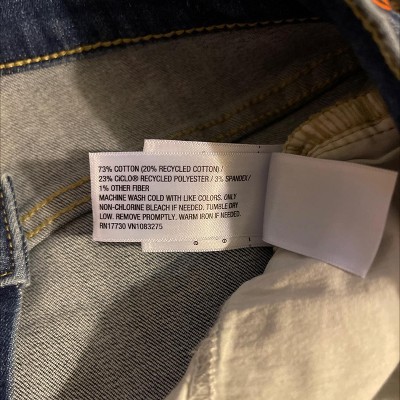 73% COTTON (20% RECYCLED COTTON) /
23% CICLO® RECYCLED POLYESTER / 3% SPANDEX /
1% OTHER FIBER
MACHINE WASH COLD WITH LIKE COLORS. ONLY
NON-CHLORINE BLEACH IF NEEDED. TUMBLE DRY
LOW. REMOVE PROMPTLY. WARM IRON IF NEEDED.
RN17730 VN1083275